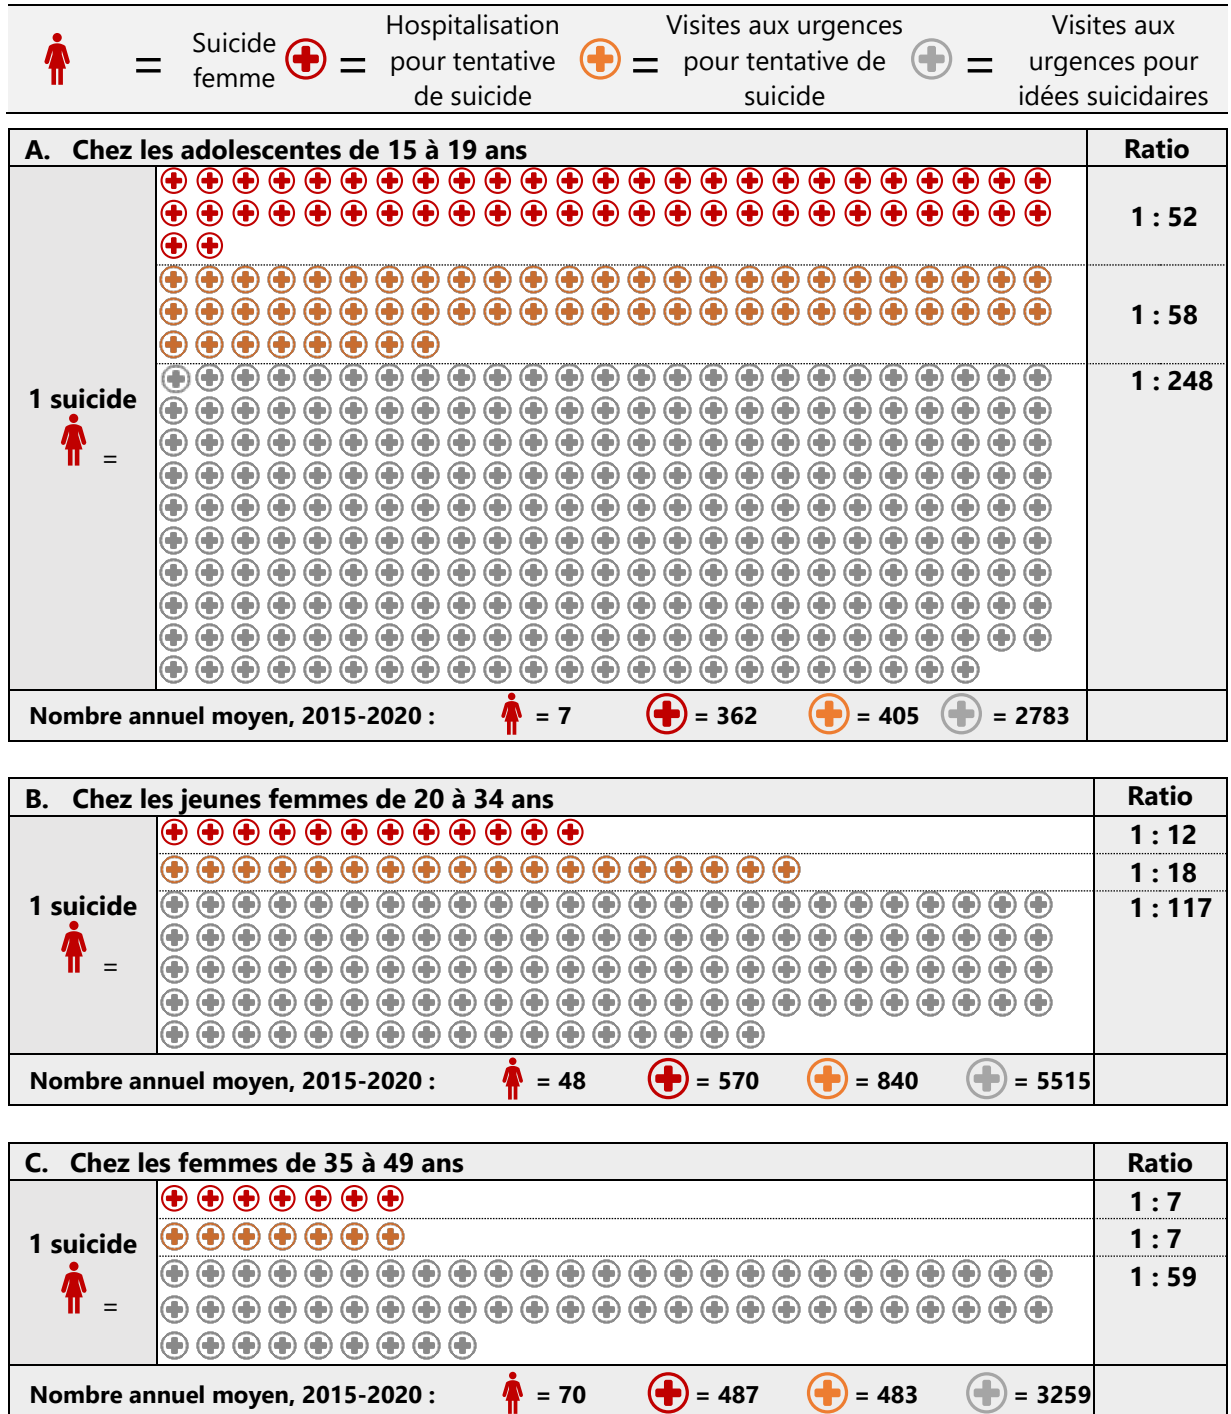 = Suicide femme = Hospitalisation pour tentative de suicide = Visites aux urgences pour tentative de suicide = Visites aux urgences pour idées suicidaires
A. Chez les adolescentes de 15 à 19 ans Ratio
1 : 52
1 : 58
1 : 248
1 suicide
=
Nombre annuel moyen, 2015-2020 : = 7 = 362 = 405 = 2783
B. Chez les jeunes femmes de 20 à 34 ans Ratio
1 : 12
1 : 18
1 : 117
1 suicide
=
Nombre annuel moyen, 2015-2020 : = 48 = 570 = 840 = 5515
C. Chez les femmes de 35 à 49 ans Ratio
1 : 7
1 : 7
1 : 59
1 suicide
=
Nombre annuel moyen, 2015-2020 : = 70 = 487 = 483 = 3259